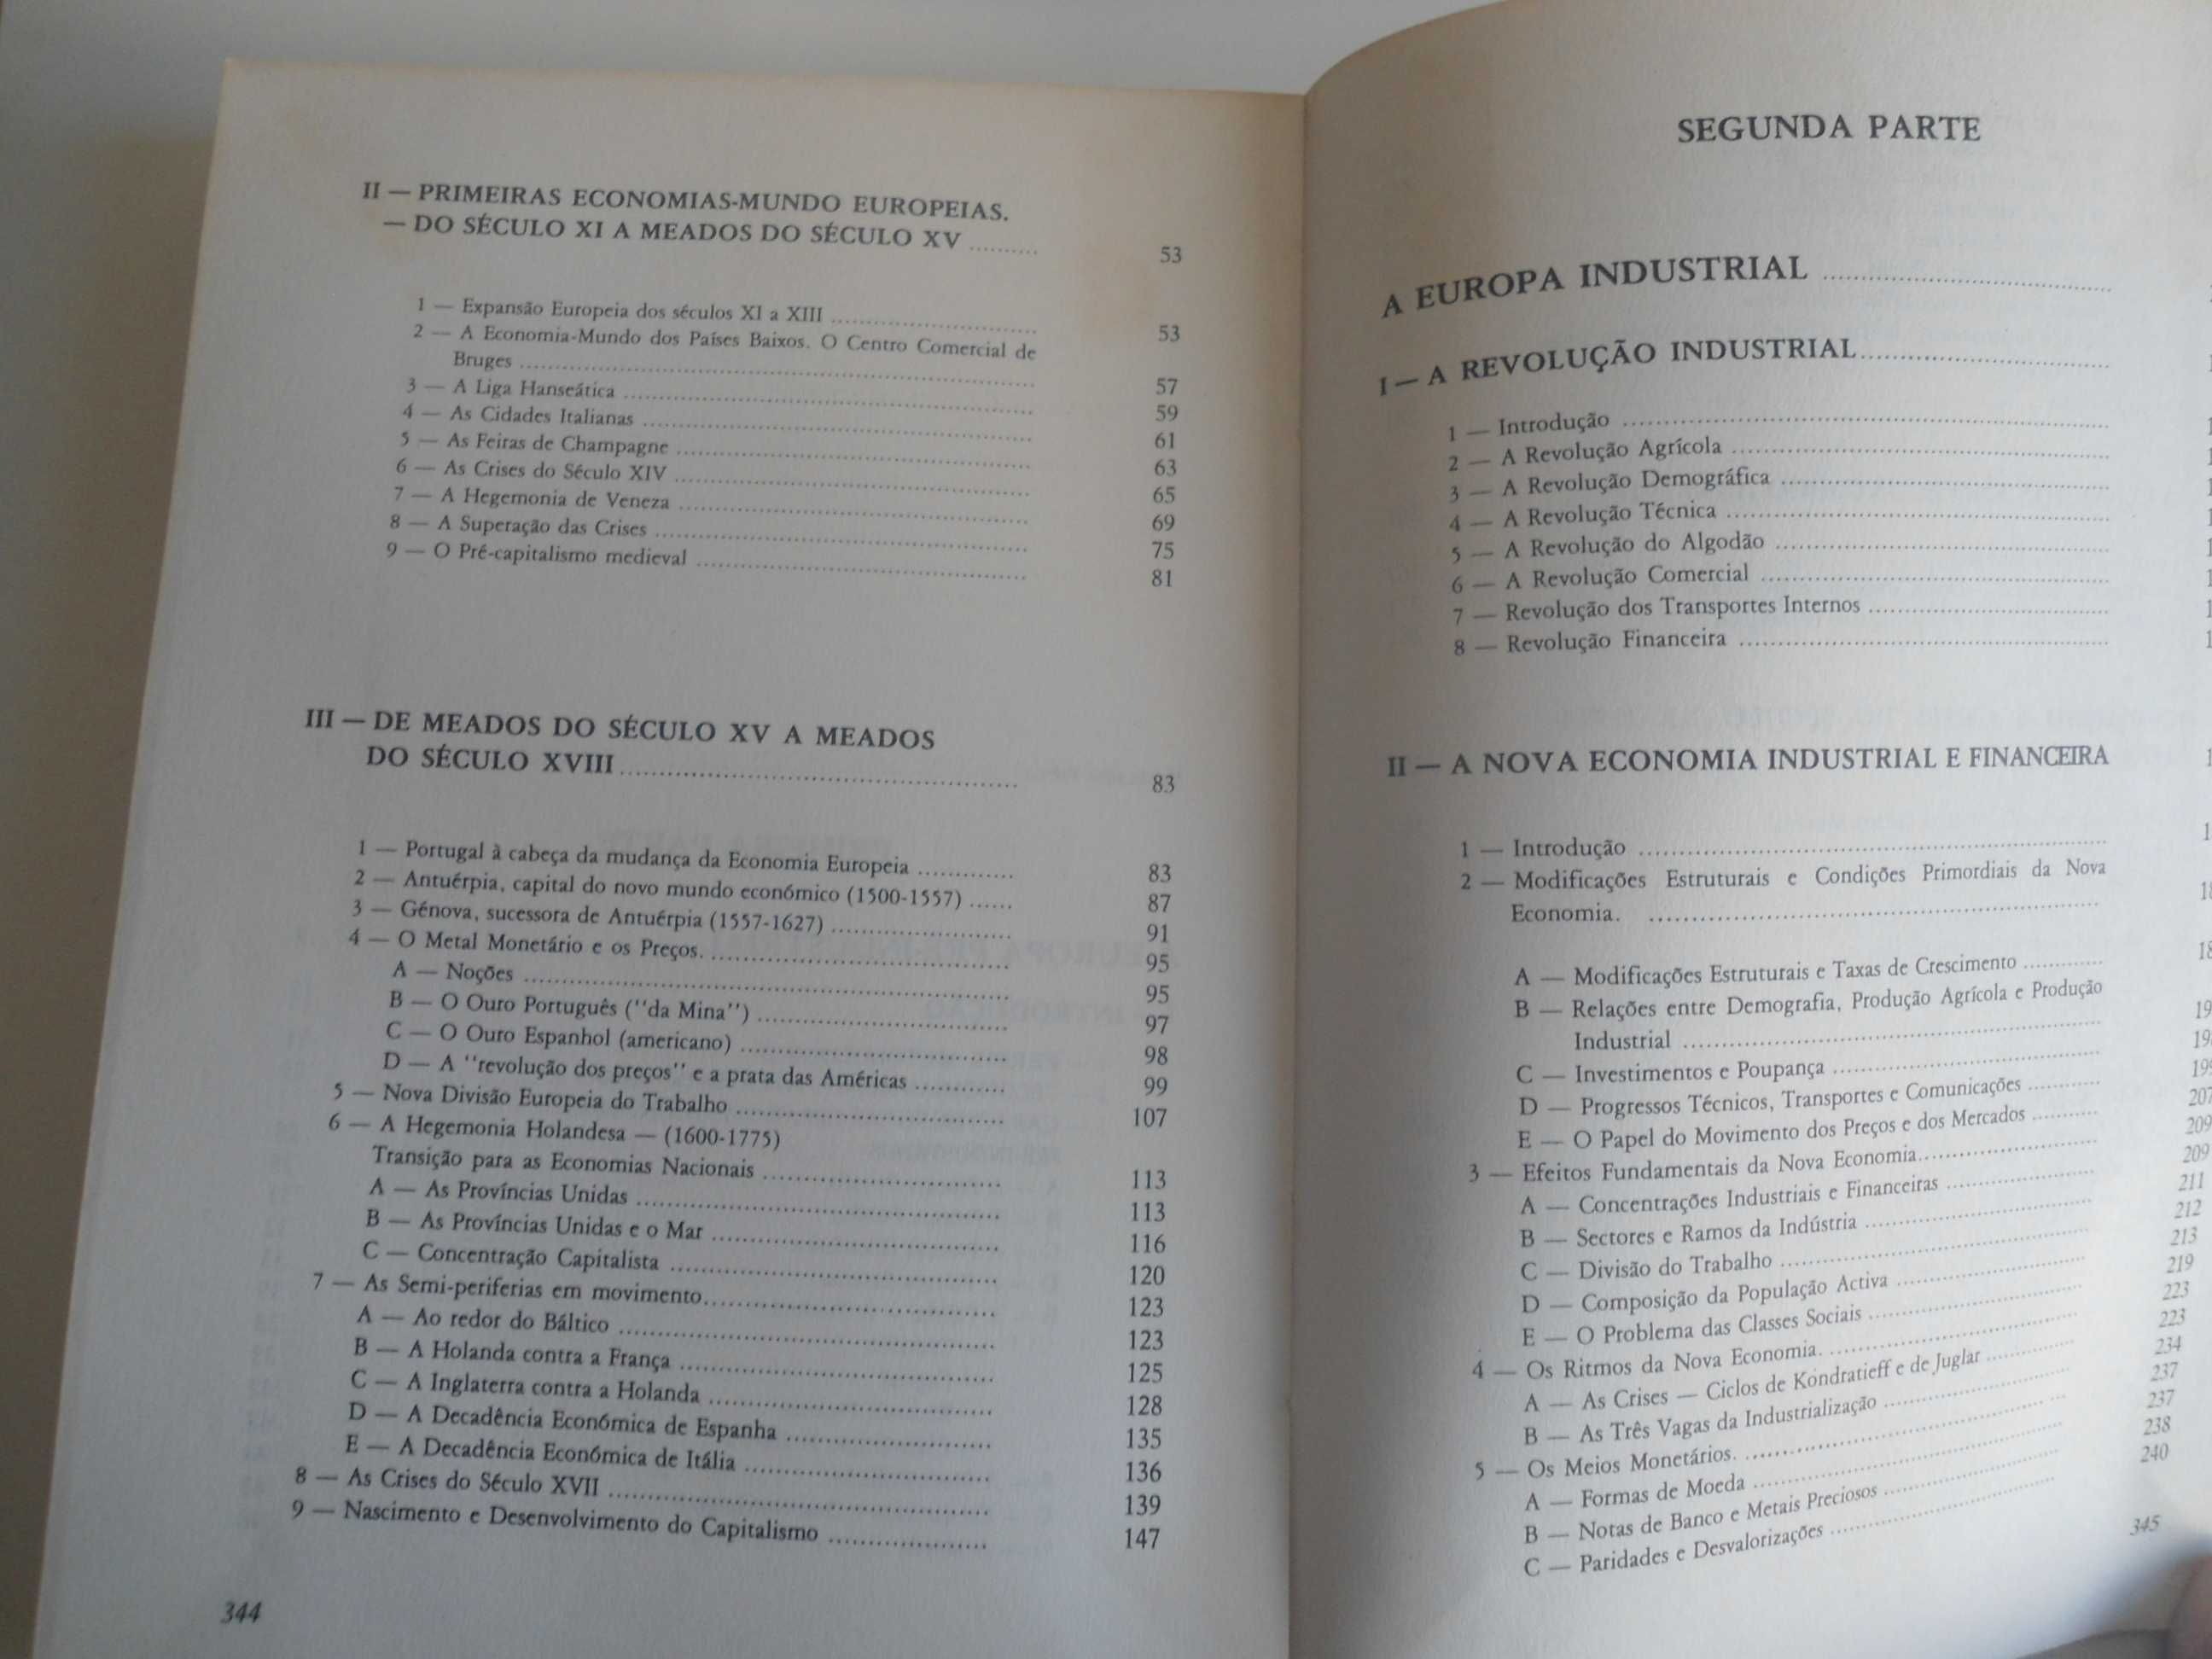 II — PRIMEIRAS ECONOMIAS-MUNDO EUROPEIAS.
— DO SÉCULO XI A MEADOS DO SÉCULO XV .......... 53
1 — Expansão Europeia dos séculos XI a XIII .......... 53
2 — A Economia-Mundo dos Países Baixos. O Centro Comercial de
Bruges .......... 57
3 — A Liga Hanseática .......... 59
4 — As Cidades Italianas .......... 61
5 — As Feiras de Champagne .......... 63
6 — As Crises do Século XIV .......... 65
7 — A Hegemonia de Veneza .......... 69
8 — A Superação das Crises .......... 75
9 — O Pré-capitalismo medieval .......... 81
III — DE MEADOS DO SÉCULO XV A MEADOS
DO SÉCULO XVIII .......... 83
1 — Portugal à cabeça da mudança da Economia Europeia .......... 83
2 — Antuérpia, capital do novo mundo económico (1500-1557) ...... 87
3 — Génova, sucessora de Antuérpia (1557-1627) .......... 91
4 — O Metal Monetário e os Preços. .......... 95
A — Noções .......... 95
B — O Ouro Português (''da Mina'') .......... 97
C — O Ouro Espanhol (americano) .......... 98
D — A ''revolução dos preços'' e a prata das Américas .......... 99
5 — Nova Divisão Europeia do Trabalho .......... 107
6 — A Hegemonia Holandesa — (1600-1775)
Transição para as Economias Nacionais .......... 113
A — As Províncias Unidas .......... 113
B — As Províncias Unidas e o Mar .......... 116
C — Concentração Capitalista .......... 120
7 — As Semi-periferias em movimento .......... 123
A — Ao redor do Báltico .......... 123
B — A Holanda contra a França .......... 125
C — A Inglaterra contra a Holanda .......... 128
D — A Decadência Económica de Espanha .......... 135
E — A Decadência Económica de Itália .......... 136
8 — As Crises do Século XVII .......... 139
9 — Nascimento e Desenvolvimento do Capitalismo .......... 147
344
SEGUNDA PARTE
A EUROPA INDUSTRIAL ..........
I — A REVOLUÇÃO INDUSTRIAL ..........
1 — Introdução ..........
2 — A Revolução Agrícola ..........
3 — A Revolução Demográfica ..........
4 — A Revolução Técnica ..........
5 — A Revolução do Algodão ..........
6 — A Revolução Comercial ..........
7 — Revolução dos Transportes Internos ..........
8 — Revolução Financeira ..........
II — A NOVA ECONOMIA INDUSTRIAL E FINANCEIRA
1 — Introdução ..........
2 — Modificações Estruturais e Condições Primordiais da Nova
Economia. ..........
A — Modificações Estruturais e Taxas de Crescimento ..........
B — Relações entre Demografia, Produção Agrícola e Produção
Industrial ..........
C — Investimentos e Poupança ..........
D — Progressos Técnicos, Transportes e Comunicações ..........
E — O Papel do Movimento dos Preços e dos Mercados .......... 207
3 — Efeitos Fundamentais da Nova Economia .......... 209
A — Concentrações Industriais e Financeiras .......... 209
B — Sectores e Ramos da Indústria .......... 211
C — Divisão do Trabalho .......... 212
D — Composição da População Activa .......... 213
E — O Problema das Classes Sociais .......... 219
4 — Os Ritmos da Nova Economia. .......... 223
A — As Crises — Ciclos de Kondratieff e de Juglar .......... 223
B — As Três Vagas da Industrialização .......... 234
5 — Os Meios Monetários. .......... 237
A — Formas de Moeda .......... 237
B — Notas de Banco e Metais Preciosos .......... 238
C — Paridades e Desvalorizações .......... 240
345